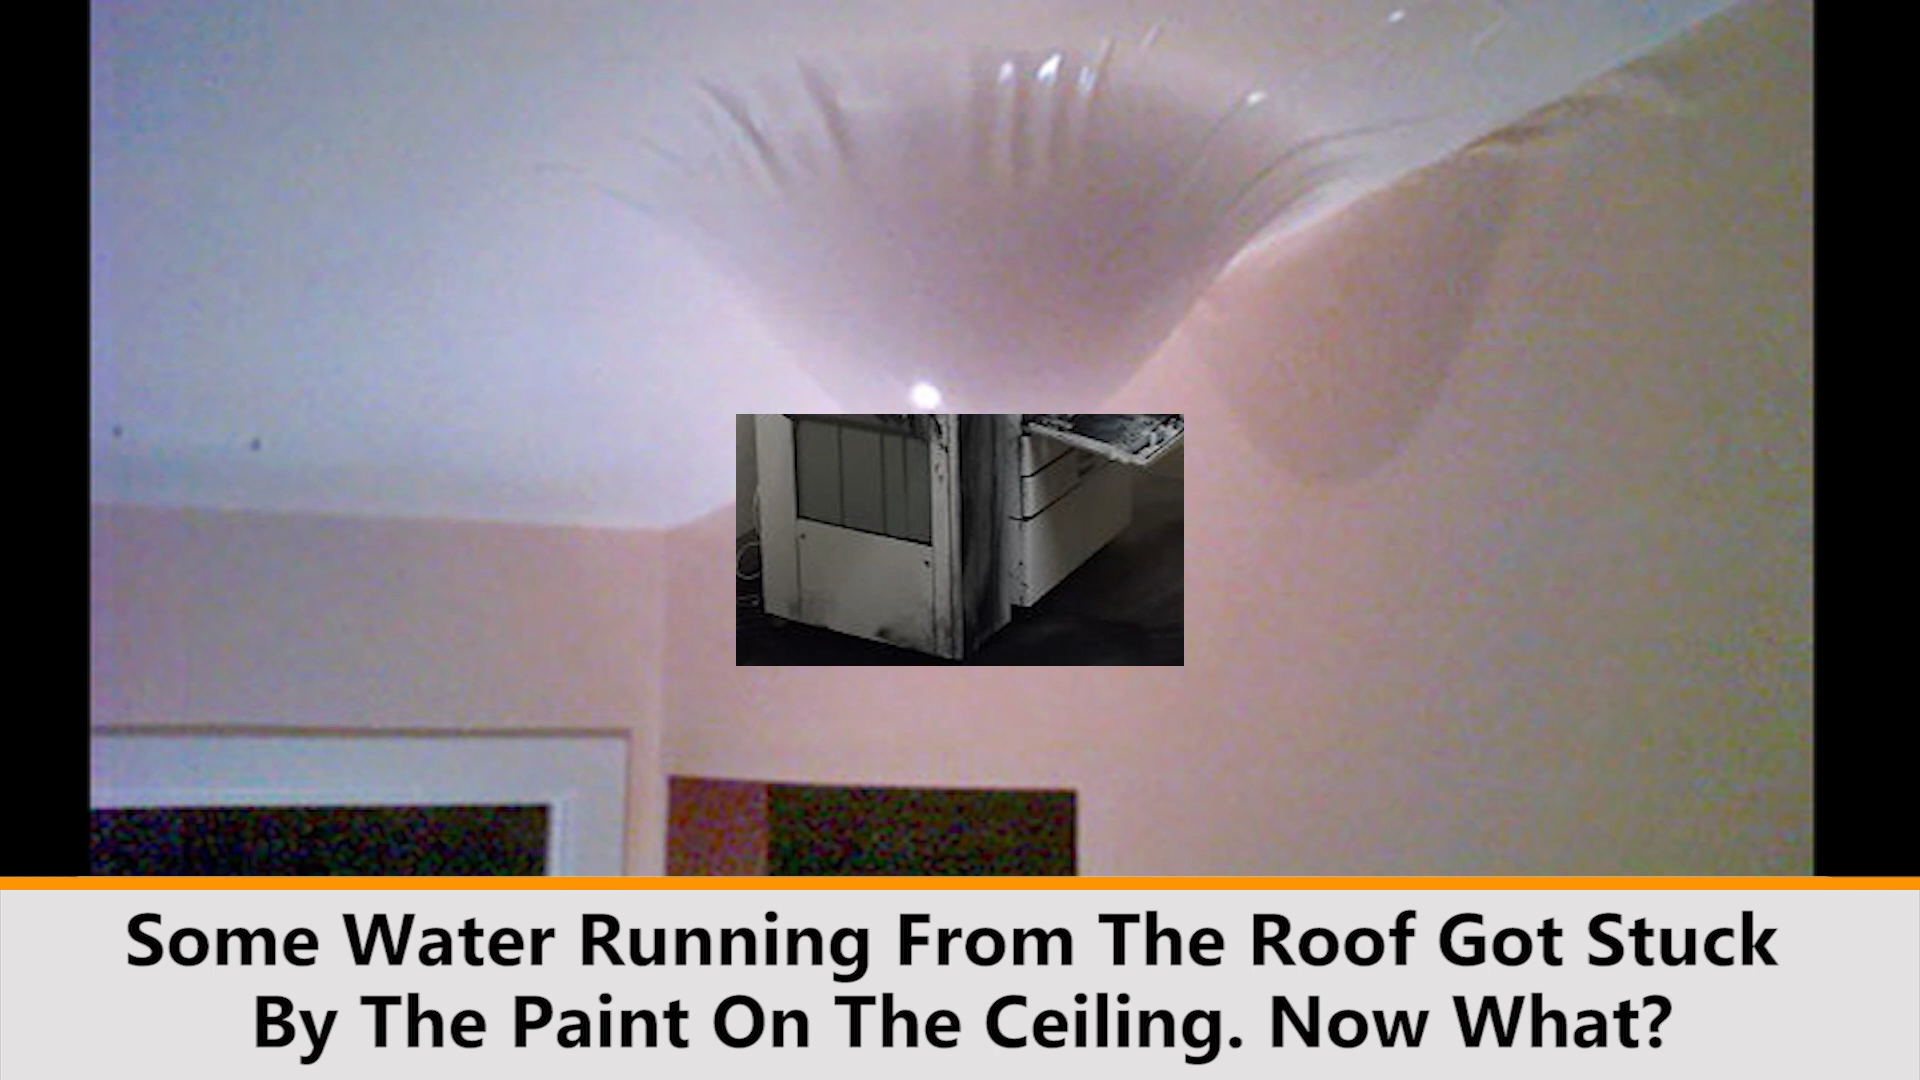 Some Water Running From The Roof Got Stuck
By The Paint On The Ceiling. Now What?